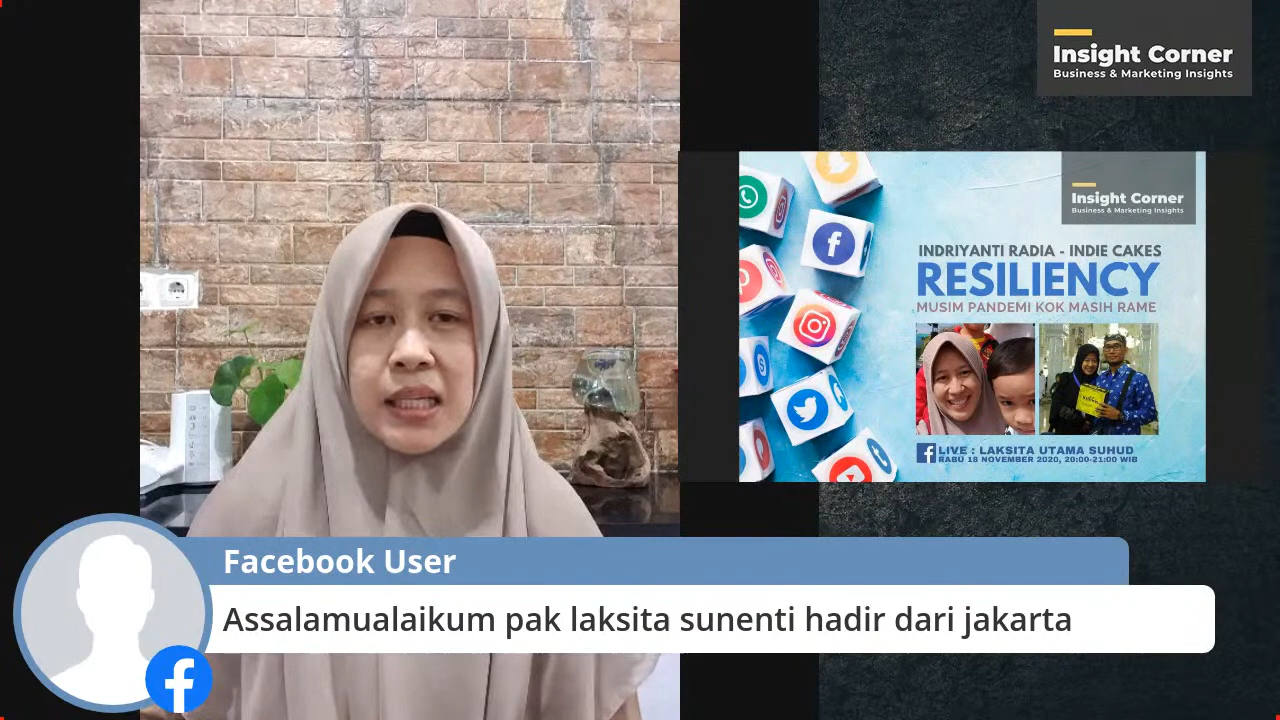 Insight Corner
Business & Marketing Insights
Insight Corner
Business & Marketing Insights
INDRIYANTI RADIA - INDIE CAKES
RESILIENCY
MUSIM PANDEMI KOK MASIH RAME
LIVE : LAKSITA UTAMA SUHUD
RABU 18 NOVEMBER 2020, 20:00-21:00 WIB
Facebook User
Assalamualaikum pak laksita sunenti hadir dari jakarta